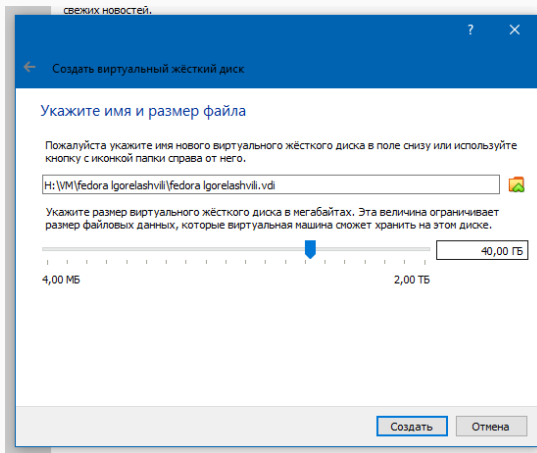 свежих новостей.
?
Создать виртуальный жёсткий диск
Укажите имя и размер файла
Пожалуйста укажите имя нового виртуального жёсткого диска в поле снизу или используйте
кнопку с иконкой папки справа от него.
H:\VM\fedora lgorelashvili\fedora lgorelashvili.vdi
Укажите размер виртуального жёсткого диска в мегабайтах. Эта величина ограничивает
размер файловых данных, которые виртуальная машина сможет хранить на этом диске.
40,00 ГБ
4,00 МБ 2,00 ТБ
Создать Отмена